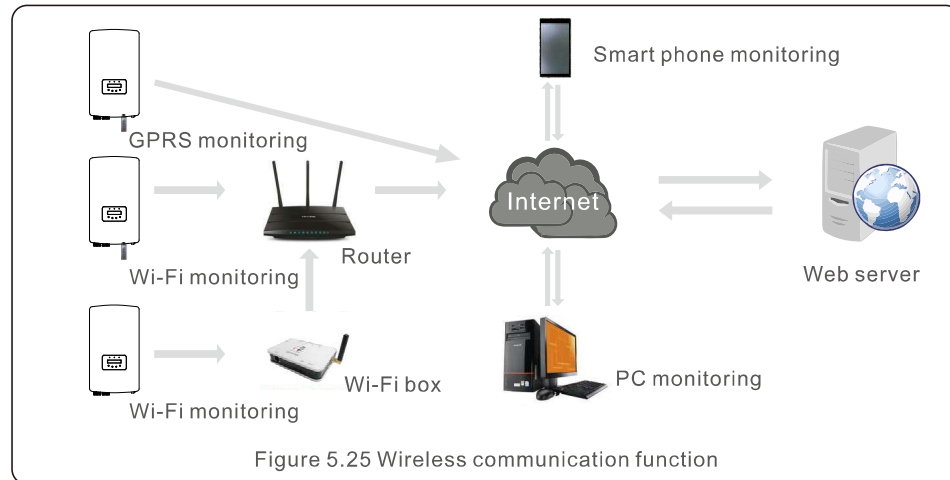 Smart phone monitoring
GPRS monitoring
Internet
Router
Wi-Fi monitoring
Web server
Wi-Fi box
PC monitoring
Wi-Fi monitoring
Figure 5.25 Wireless communication function